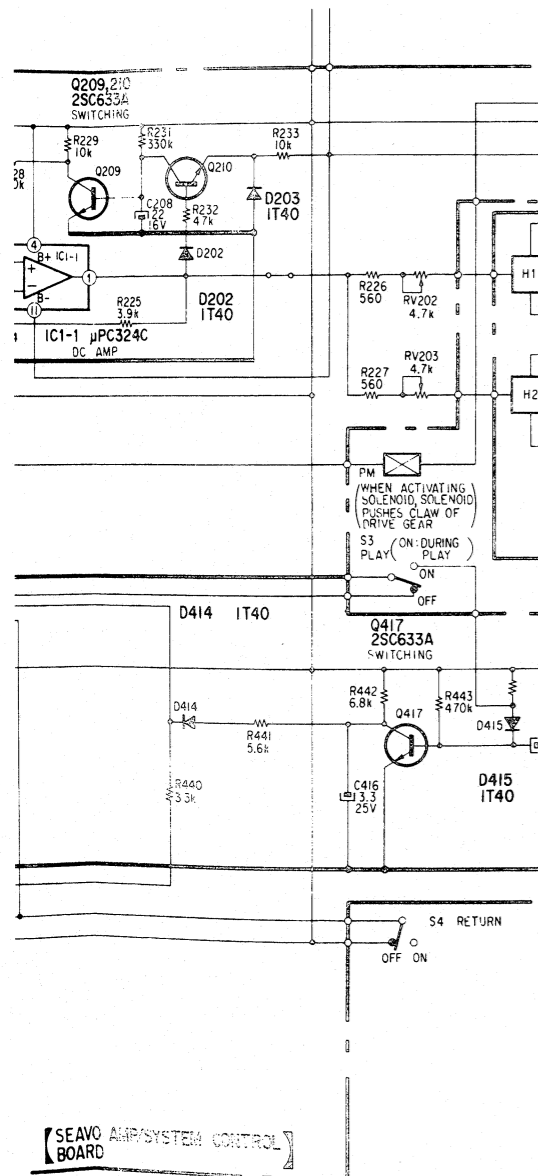 Q209,210
2SC633A
SWITCHING
R229
10k
R231
330k
R233
10k
Q209
Q210
28
0k
C208
22
16V
R232
47k
D203
1T40
4
B+ IC1-1
D202
+
1
−
B-
11
R225
3.9k
D202
1T40
R226
560
RV202
4.7k
H1
4
IC1-1 µPC324C
DC AMP
RV203
4.7k
R227
560
H2
PM
(WHEN ACTIVATING
SOLENOID, SOLENOID
PUSHES CLAW OF
DRIVE GEAR)
S3
PLAY (ON: DURING
PLAY)
ON
OFF
D414 1T40
Q417
2SC633A
SWITCHING
D414
R442
6.8k
Q417
R443
470k
D415
R441
5.6k
R440
3.3k
C416
3.3
25V
D415
1T40
S4 RETURN
OFF ON
[SEAVO AMP/SYSTEM CONTROL
BOARD]